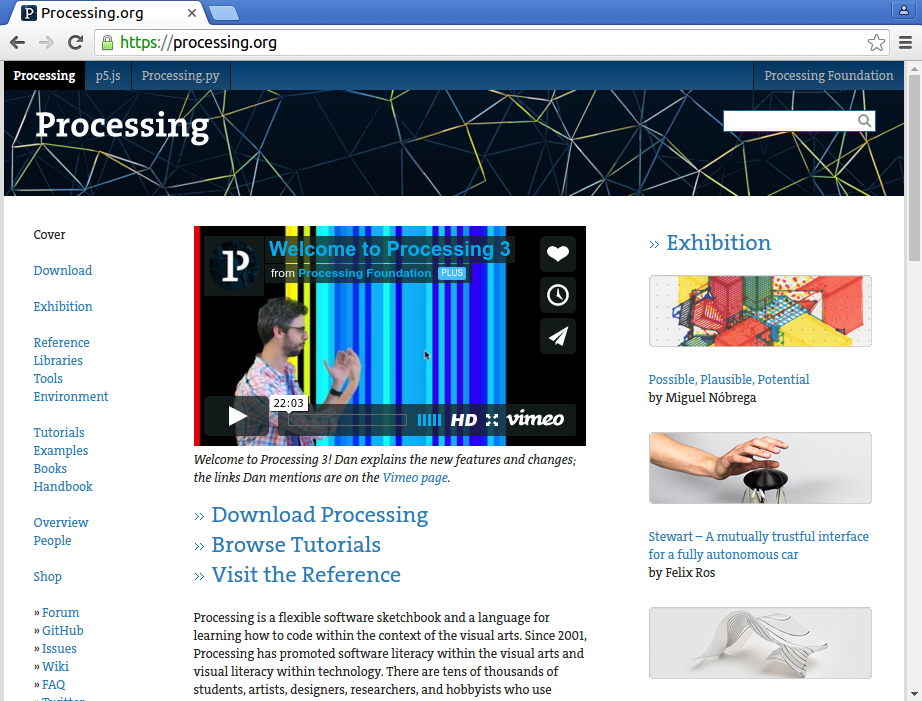 Processing.org
https://processing.org
Processing
p5.js
Processing.py
Processing Foundation
Processing
Cover
Download
Exhibition
Reference
Libraries
Tools
Environment
Tutorials
Examples
Books
Handbook
Overview
People
Shop
» Forum
» GitHub
» Issues
» Wiki
» FAQ
» Twitter
Welcome to Processing 3
from Processing Foundation PLUS
22:03
HD vimeo
Welcome to Processing 3! Dan explains the new features and changes;
the links Dan mentions are on the Vimeo page.
» Download Processing
» Browse Tutorials
» Visit the Reference
Processing is a flexible software sketchbook and a language for
learning how to code within the context of the visual arts. Since 2001,
Processing has promoted software literacy within the visual arts and
visual literacy within technology. There are tens of thousands of
students, artists, designers, researchers, and hobbyists who use
» Exhibition
Possible, Plausible, Potential
by Miguel Nóbrega
Stewart – A mutually trustful interface
for a fully autonomous car
by Felix Ros